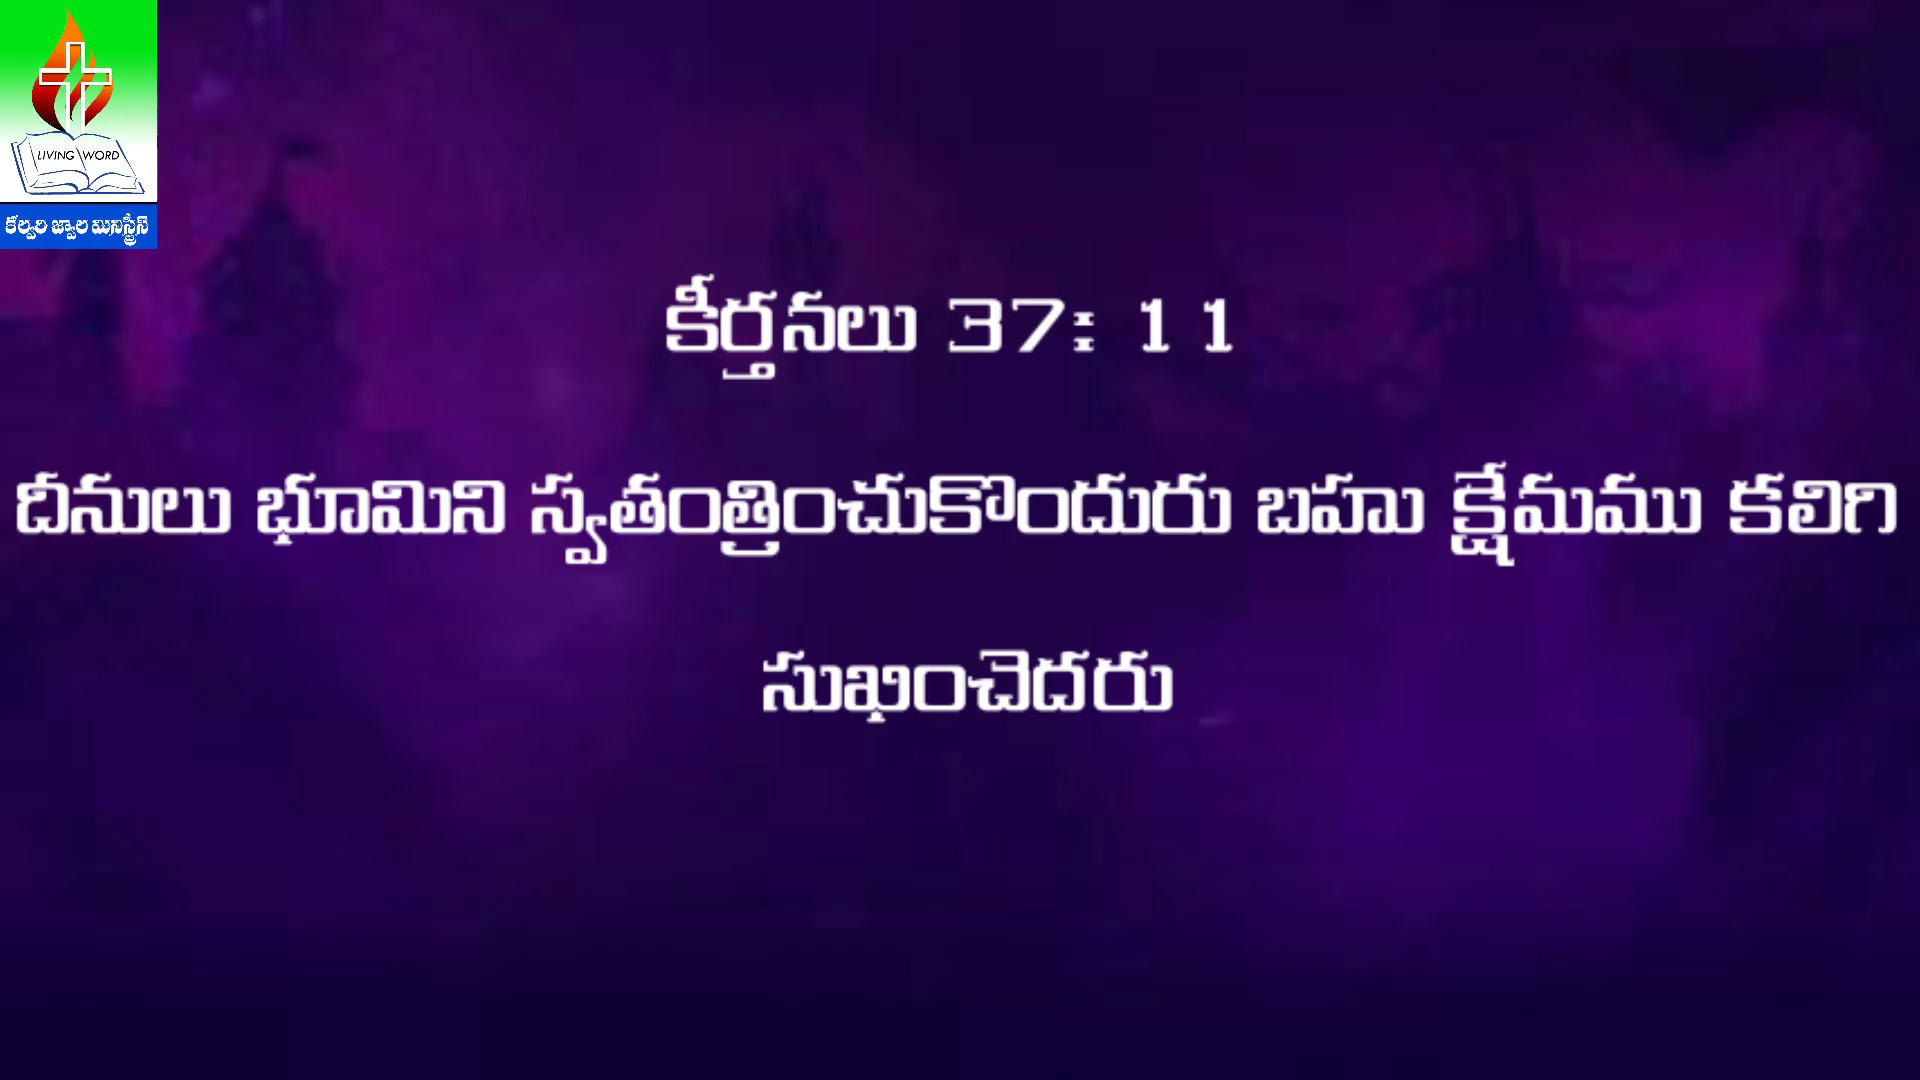 LIVING WORD
కల్వరి జ్వాల మినిస్ట్రీస్
కీర్తనలు 37: 11
దీనులు భూమిని స్వతంత్రించుకొందురు బహు క్షేమము కలిగి
సుఖించెదరు